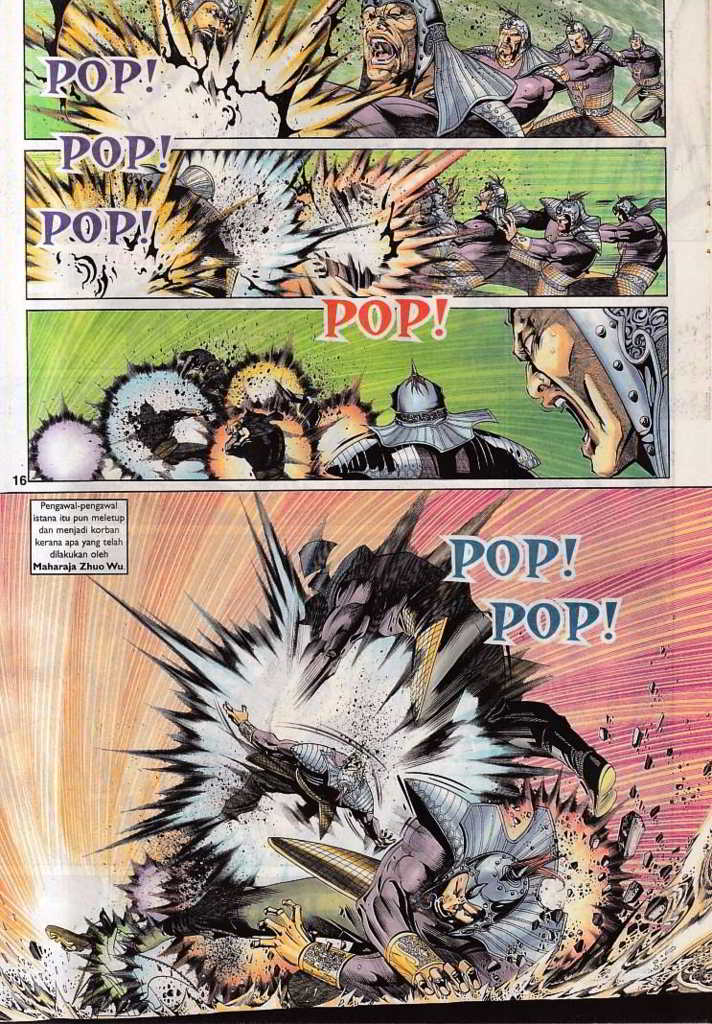 POP!
POP!
POP!
POP!
16
Pengawal-pengawal
istana itu pun meletup
dan menjadi korban
kerana apa yang telah
dilakukan oleh
Maharaja Zhuo Wu.
POP!
POP!